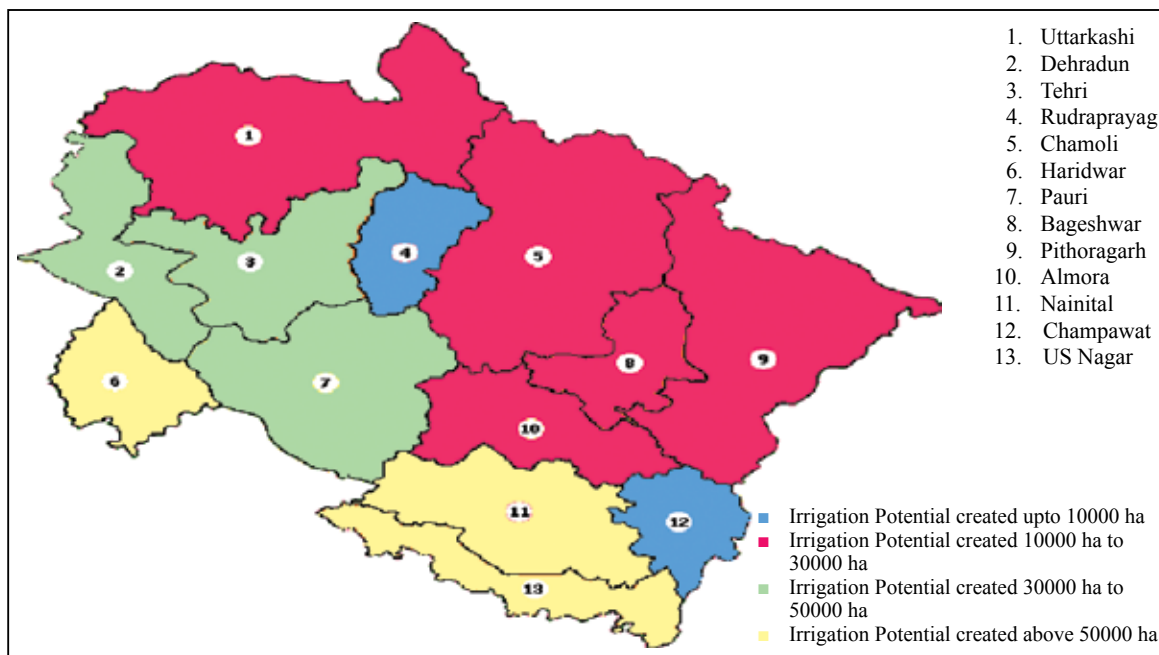 1. Uttarkashi
2. Dehradun
3. Tehri
4. Rudraprayag
5. Chamoli
6. Haridwar
7. Pauri
8. Bageshwar
9. Pithoragarh
10. Almora
11. Nainital
12. Champawat
13. US Nagar
1
2
3
4
5
6
7
8
9
10
11
12
13
Irrigation Potential created upto 10000 ha
Irrigation Potential created 10000 ha to
30000 ha
Irrigation Potential created 30000 ha to
50000 ha
Irrigation Potential created above 50000 ha